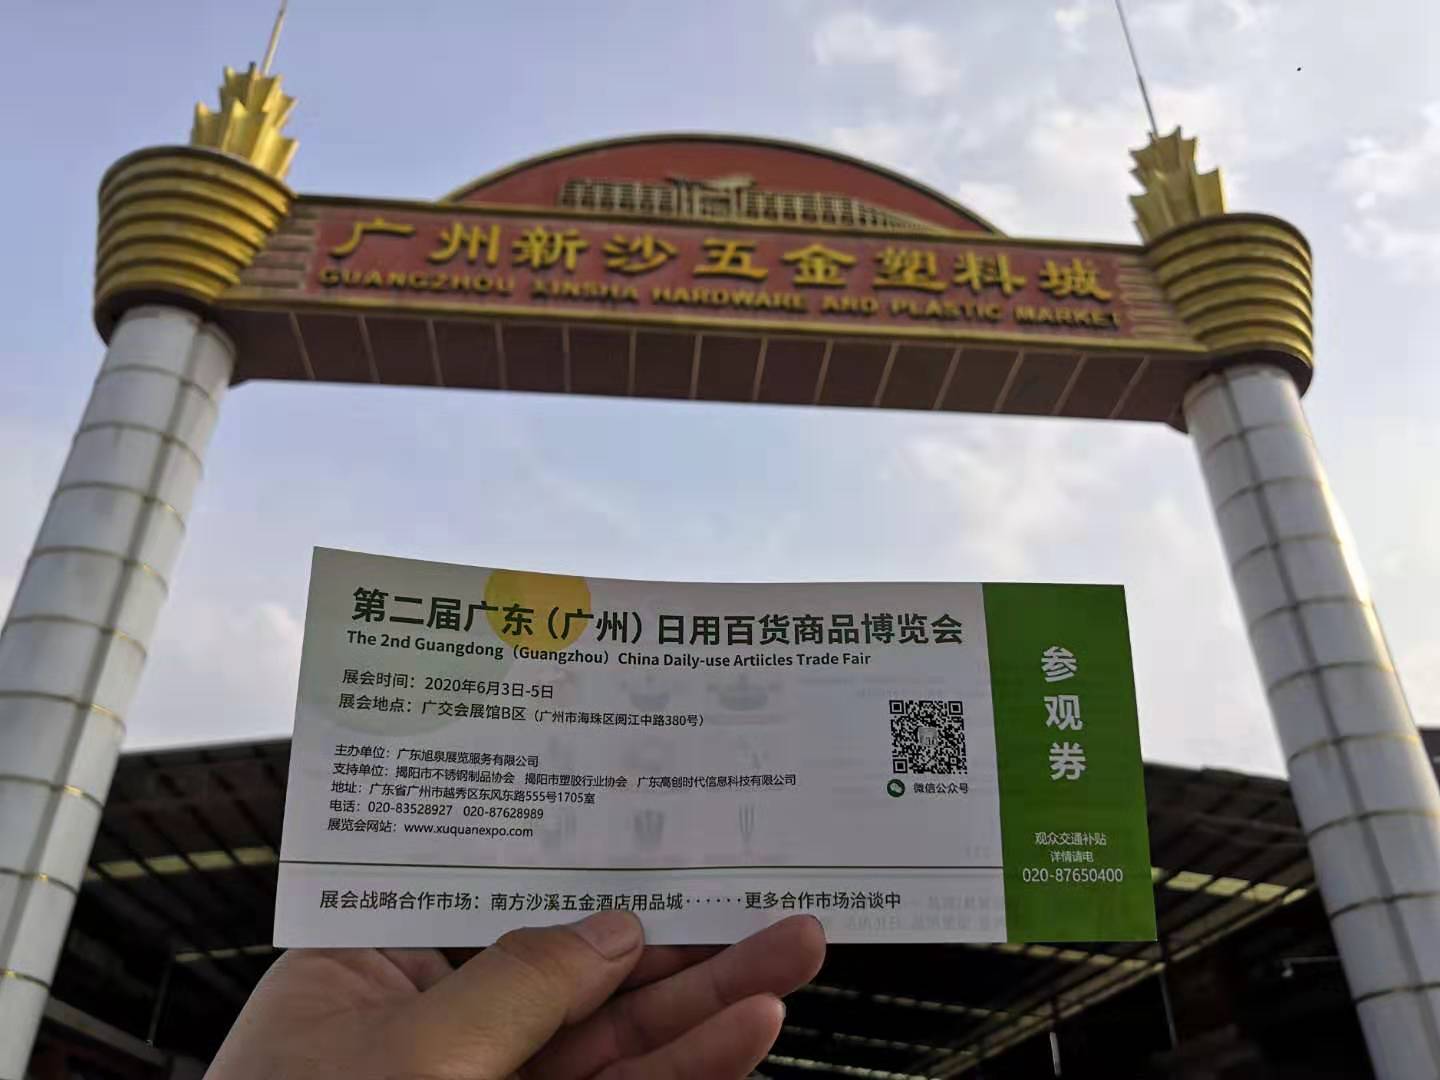 广州新沙五金塑料城
GUANGZHOU XINSHA HARDWARE AND PLASTIC MARKET
第二届广东（广州）日用百货商品博览会
The 2nd Guangdong（Guangzhou）China Daily-use Artiicles Trade Fair
展会时间：2020年6月3日-5日
展会地点：广交会展馆B区（广州市海珠区阅江中路380号）
主办单位：广东旭泉展览服务有限公司
支持单位：揭阳市不锈钢制品协会 揭阳市塑胶行业协会 广东高创时代信息科技有限公司
地址：广东省广州市越秀区东风东路555号1705室
电话：020-83528927 020-87628989
展览会网站：www.xuquanexpo.com
微信公众号
展会战略合作市场：南方沙溪五金酒店用品城······更多合作市场洽谈中
参观券
观众交通补贴
详情请电
020-87650400